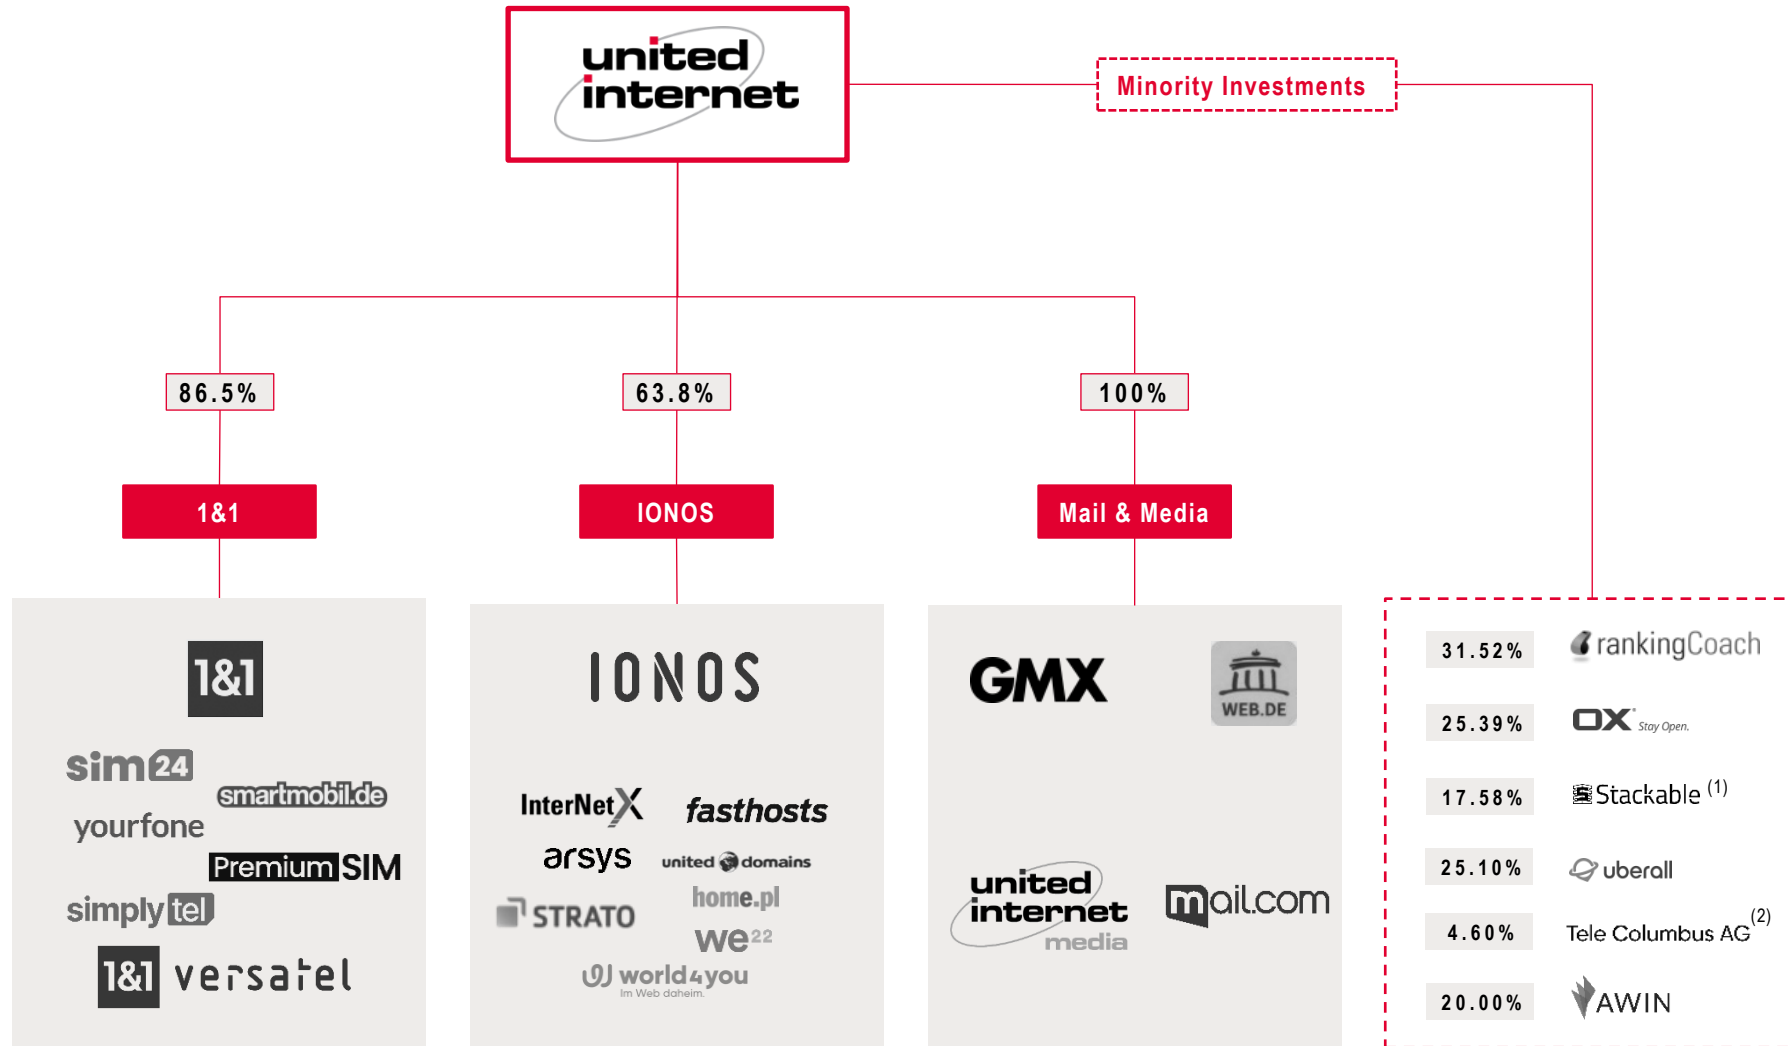 united
internet
Minority Investments
86.5%
63.8%
100%
1&1
IONOS
Mail & Media
1&1
sim24
smartmobil.de
yourfone
PremiumSIM
simplytel
1&1 versatel
IONOS
InterNetX
fasthosts
arsys
united domains
STRATO
home.pl
we22
world4you
Im Web daheim.
GMX
WEB.DE
united
internet
media
mail.com
31.52% rankingCoach
25.39% OX Stay Open.
17.58% Stackable (1)
25.10% uberall
4.60% Tele Columbus AG (2)
20.00% AWIN